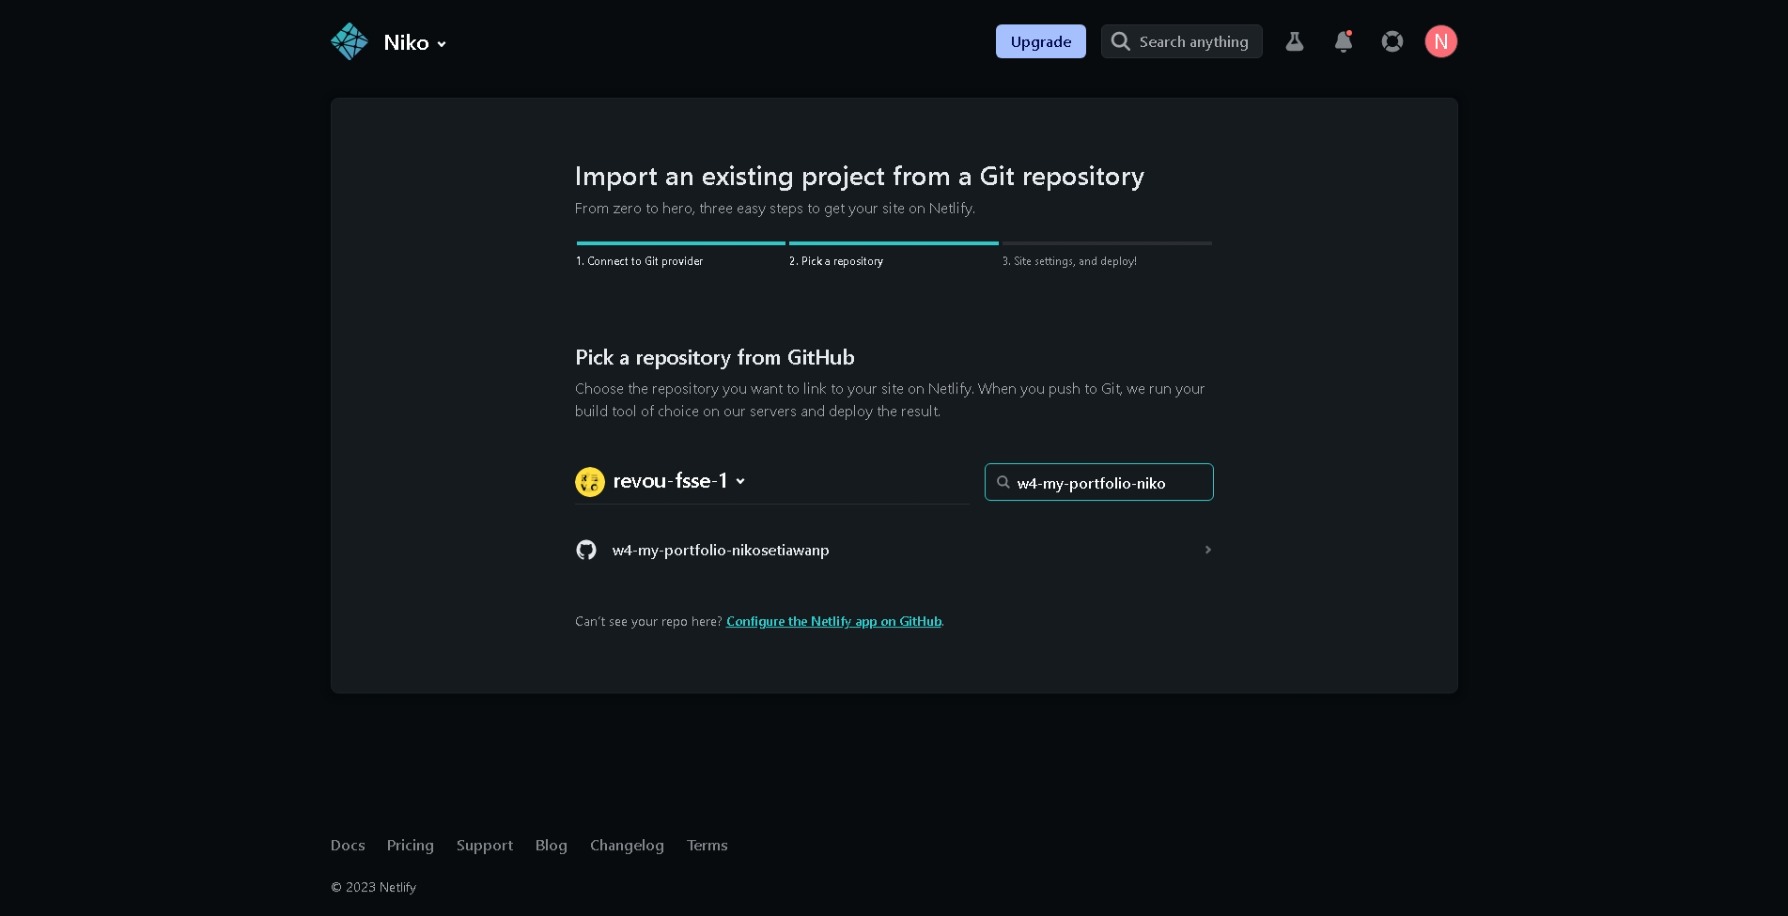 Niko
Upgrade
Search anything
N
Import an existing project from a Git repository
From zero to hero, three easy steps to get your site on Netlify.
1. Connect to Git provider
2. Pick a repository
3. Site settings, and deploy!
Pick a repository from GitHub
Choose the repository you want to link to your site on Netlify. When you push to Git, we run your
build tool of choice on our servers and deploy the result.
revou-fsse-1
w4-my-portfolio-niko
w4-my-portfolio-nikosetiawanp
Can't see your repo here? Configure the Netlify app on GitHub.
Docs Pricing Support Blog Changelog Terms
© 2023 Netlify